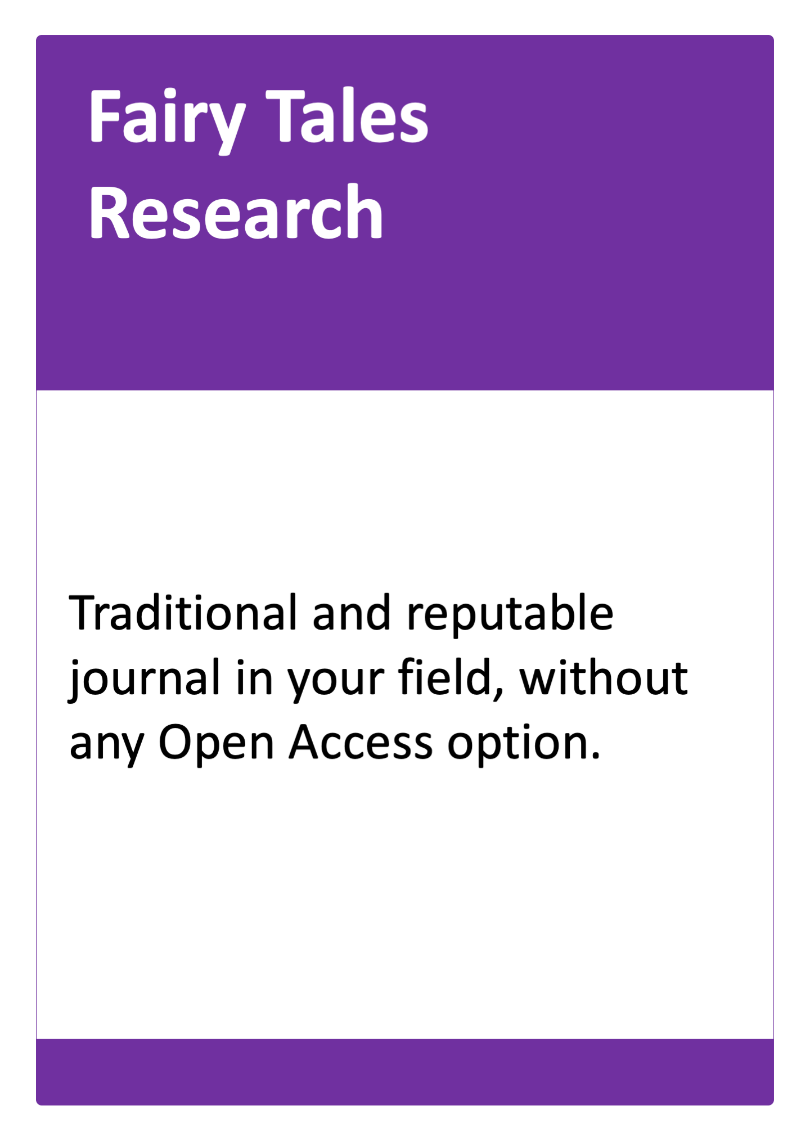 Fairy Tales
Research
Traditional and reputable
journal in your field, without
any Open Access option.